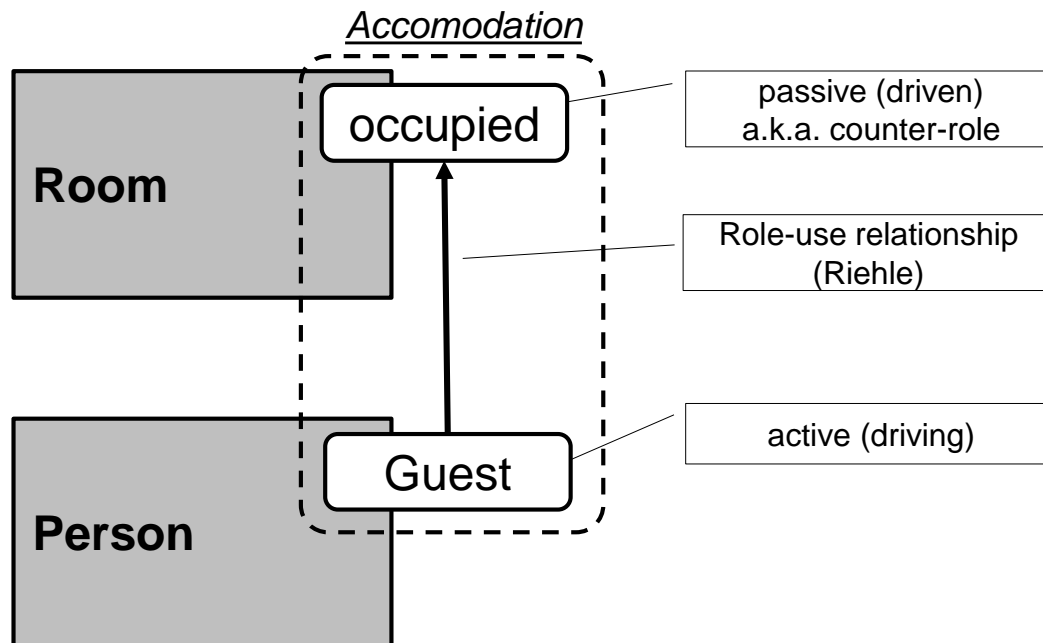 Accomodation
occupied
passive (driven)
a.k.a. counter-role
Room
Role-use relationship
(Riehle)
Guest
active (driving)
Person